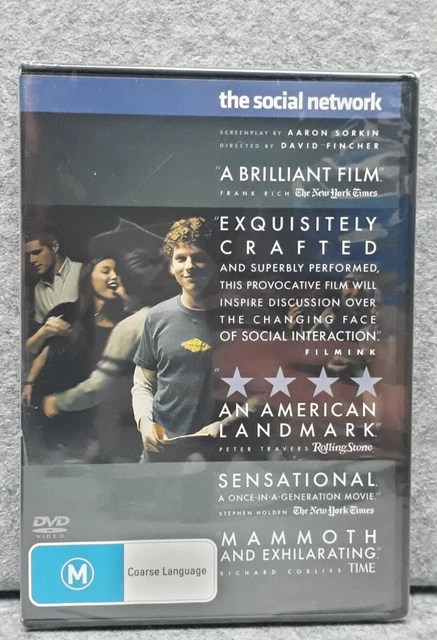 the social network
SCREENPLAY BY AARON SORKIN
DIRECTED BY DAVID FINCHER
"A BRILLIANT FILM."
FRANK RICH The New York Times
"EXQUISITELY
CRAFTED
AND SUPERBLY PERFORMED,
THIS PROVOCATIVE FILM WILL
INSPIRE DISCUSSION OVER
THE CHANGING FACE
OF SOCIAL INTERACTION."
FILMINK
"★ ★ ★ ★
AN AMERICAN
LANDMARK."
PETER TRAVERS Rolling Stone
"SENSATIONAL.
A ONCE-IN-A-GENERATION MOVIE."
STEPHEN HOLDEN The New York Times
"MAMMOTH
AND EXHILARATING."
RICHARD CORLISS TIME
DVD
VIDEO
M
Coarse Language